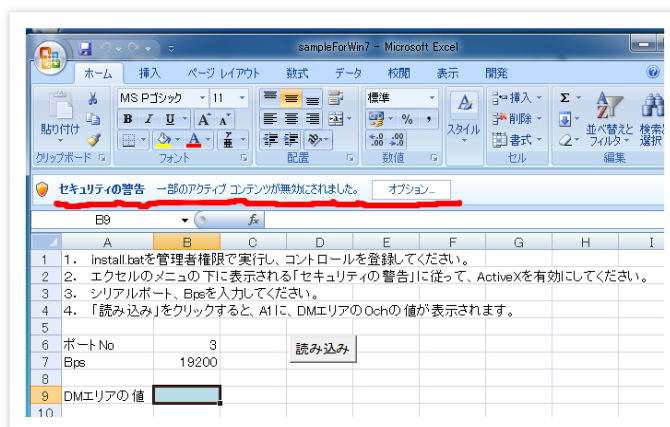 sampleForWin7 - Microsoft Excel
ホーム 挿入 ページ レイアウト 数式 データ 校閲 表示 開発
MS Pゴシック 11 標準 挿入 Σ
B I U A A % , 削除
貼り付け A スタイル 書式 並べ替えと フィルタ 検索 選択
クリップボード フォント 配置 数値 セル 編集
セキュリティの警告 一部のアクティブ コンテンツが無効にされました。 オプション...
B9 fx
A B C D E F G H I
1 1. install.batを管理者権限で実行し、コントロールを登録してください。
2 2. エクセルのメニュの下に表示される「セキュリティの警告」に従って、ActiveXを有効にしてください。
3 3. シリアルポート、Bpsを入力してください。
4 4. 「読み込み」をクリックすると、A1に、DMエリアの0chの値が表示されます。
5
6 ポートNo 3 読み込み
7 Bps 19200
8
9 DMエリアの値
10